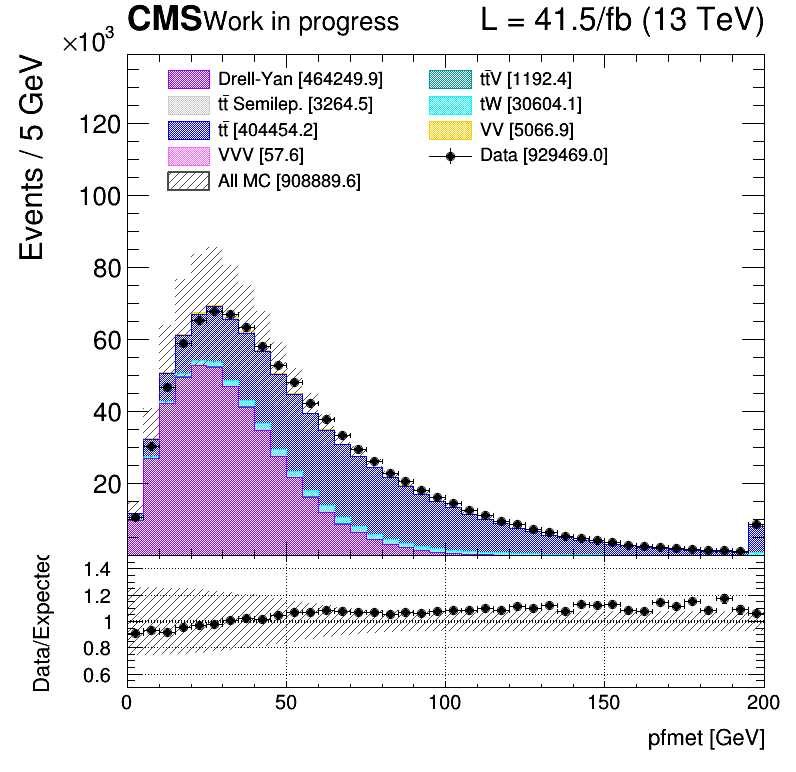 CMS Work in progress L = 41.5/fb (13 TeV)
×10³
Drell-Yan [464249.9] tt̄V [1192.4]
tt̄ Semilep. [3264.5] tW [30604.1]
tt̄ [404454.2] VV [5066.9]
VVV [57.6] Data [929469.0]
All MC [908889.6]
Events / 5 GeV
120
100
80
60
40
20
Data/Expected
1.4
1.2
1
0.8
0.6
0 50 100 150 200
pfmet [GeV]